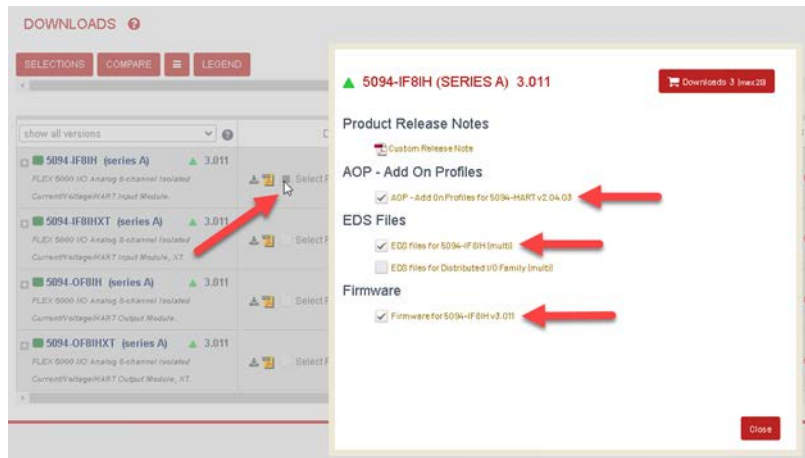 DOWNLOADS
SELECTIONS COMPARE LEGEND
show all versions
5094-IF8IH (series A) 3.011
Select
FLEX 5000 I/O Analog 8-channel Isolated
Current/Voltage/HART Input Module.
5094-IF8IHXT (series A) 3.011
Select
FLEX 5000 I/O Analog 8-channel Isolated
Current/Voltage/HART Input Module, XT.
5094-OF8IH (series A) 3.011
Select F
FLEX 5000 I/O Analog 8-channel Isolated
Current/Voltage/HART Output Module.
5094-OF8IHXT (series A) 3.011
Select F
FLEX 5000 I/O Analog 8-channel Isolated
Current/Voltage/HART Output Module, XT.
5094-IF8IH (SERIES A) 3.011
Downloads 3 (max 20)
Product Release Notes
Custom Release Note
AOP - Add On Profiles
AOP - Add On Profiles for 5094-HART v2.04.03
EDS Files
EDS files for 5094-IF8IH (multi)
EDS files for Distributed I/O Family (multi)
Firmware
Firmware for 5094-IF8IH v3.011
Close